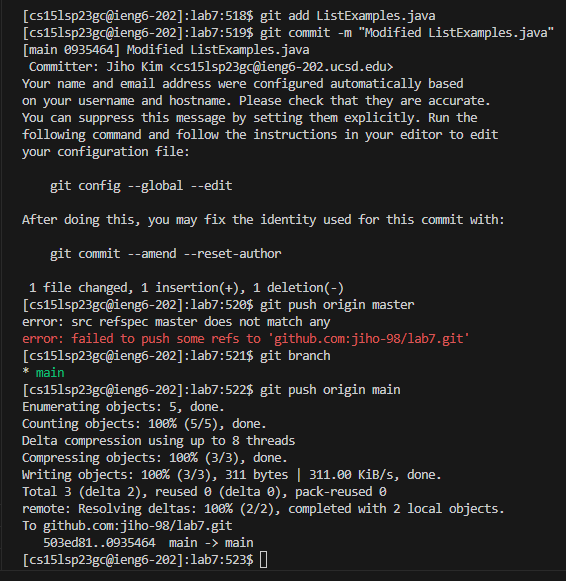 [cs15lsp23gc@ieng6-202]:lab7:518$ git add ListExamples.java
[cs15lsp23gc@ieng6-202]:lab7:519$ git commit -m "Modified ListExamples.java"
[main 0935464] Modified ListExamples.java
 Committer: Jiho Kim <cs15lsp23gc@ieng6-202.ucsd.edu>
Your name and email address were configured automatically based
on your username and hostname. Please check that they are accurate.
You can suppress this message by setting them explicitly. Run the
following command and follow the instructions in your editor to edit
your configuration file:

    git config --global --edit

After doing this, you may fix the identity used for this commit with:

    git commit --amend --reset-author

 1 file changed, 1 insertion(+), 1 deletion(-)
[cs15lsp23gc@ieng6-202]:lab7:520$ git push origin master
error: src refspec master does not match any
error: failed to push some refs to 'github.com:jiho-98/lab7.git'
[cs15lsp23gc@ieng6-202]:lab7:521$ git branch
* main
[cs15lsp23gc@ieng6-202]:lab7:522$ git push origin main
Enumerating objects: 5, done.
Counting objects: 100% (5/5), done.
Delta compression using up to 8 threads
Compressing objects: 100% (3/3), done.
Writing objects: 100% (3/3), 311 bytes | 311.00 KiB/s, done.
Total 3 (delta 2), reused 0 (delta 0), pack-reused 0
remote: Resolving deltas: 100% (2/2), completed with 2 local objects.
To github.com:jiho-98/lab7.git
   503ed81..0935464  main -> main
[cs15lsp23gc@ieng6-202]:lab7:523$